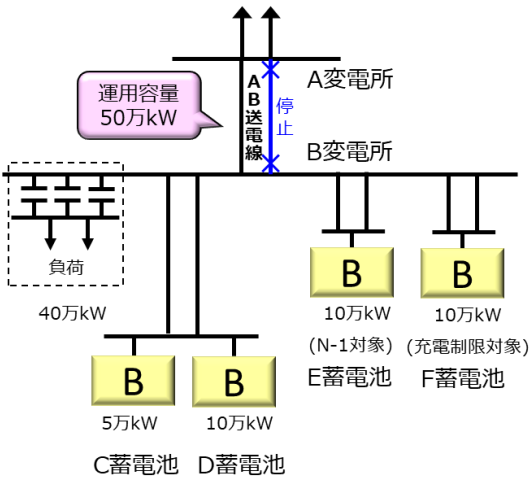 A変電所
運用容量
50万kW
AB送電線
停止
B変電所
負荷
40万kW
B
10万kW
(N-1対象)
E蓄電池
B
10万kW
(充電制限対象)
F蓄電池
B
5万kW
C蓄電池
B
10万kW
D蓄電池